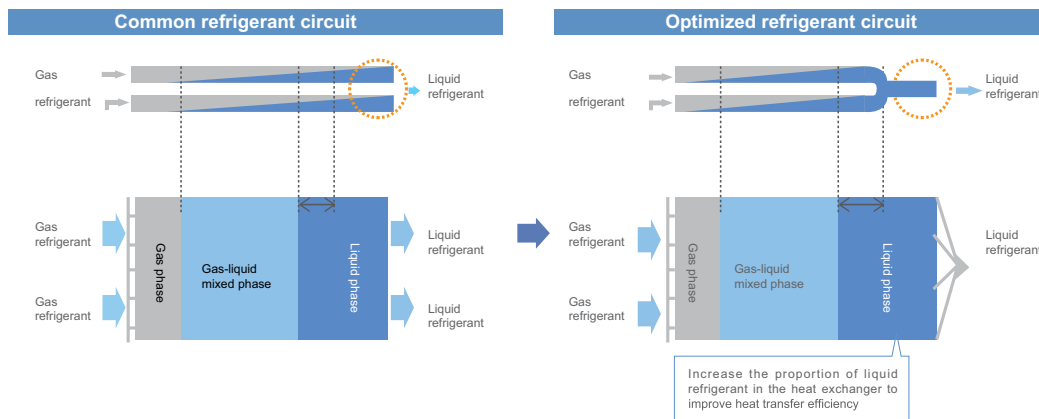 Common refrigerant circuit
Gas
refrigerant
Liquid
refrigerant
Gas
refrigerant
Gas
refrigerant
Gas phase
Gas-liquid
mixed phase
Liquid phase
Liquid
refrigerant
Liquid
refrigerant
Optimized refrigerant circuit
Gas
refrigerant
Liquid
refrigerant
Gas
refrigerant
Gas
refrigerant
Gas phase
Gas-liquid
mixed phase
Liquid phase
Liquid
refrigerant
Increase the proportion of liquid
refrigerant in the heat exchanger to
improve heat transfer efficiency